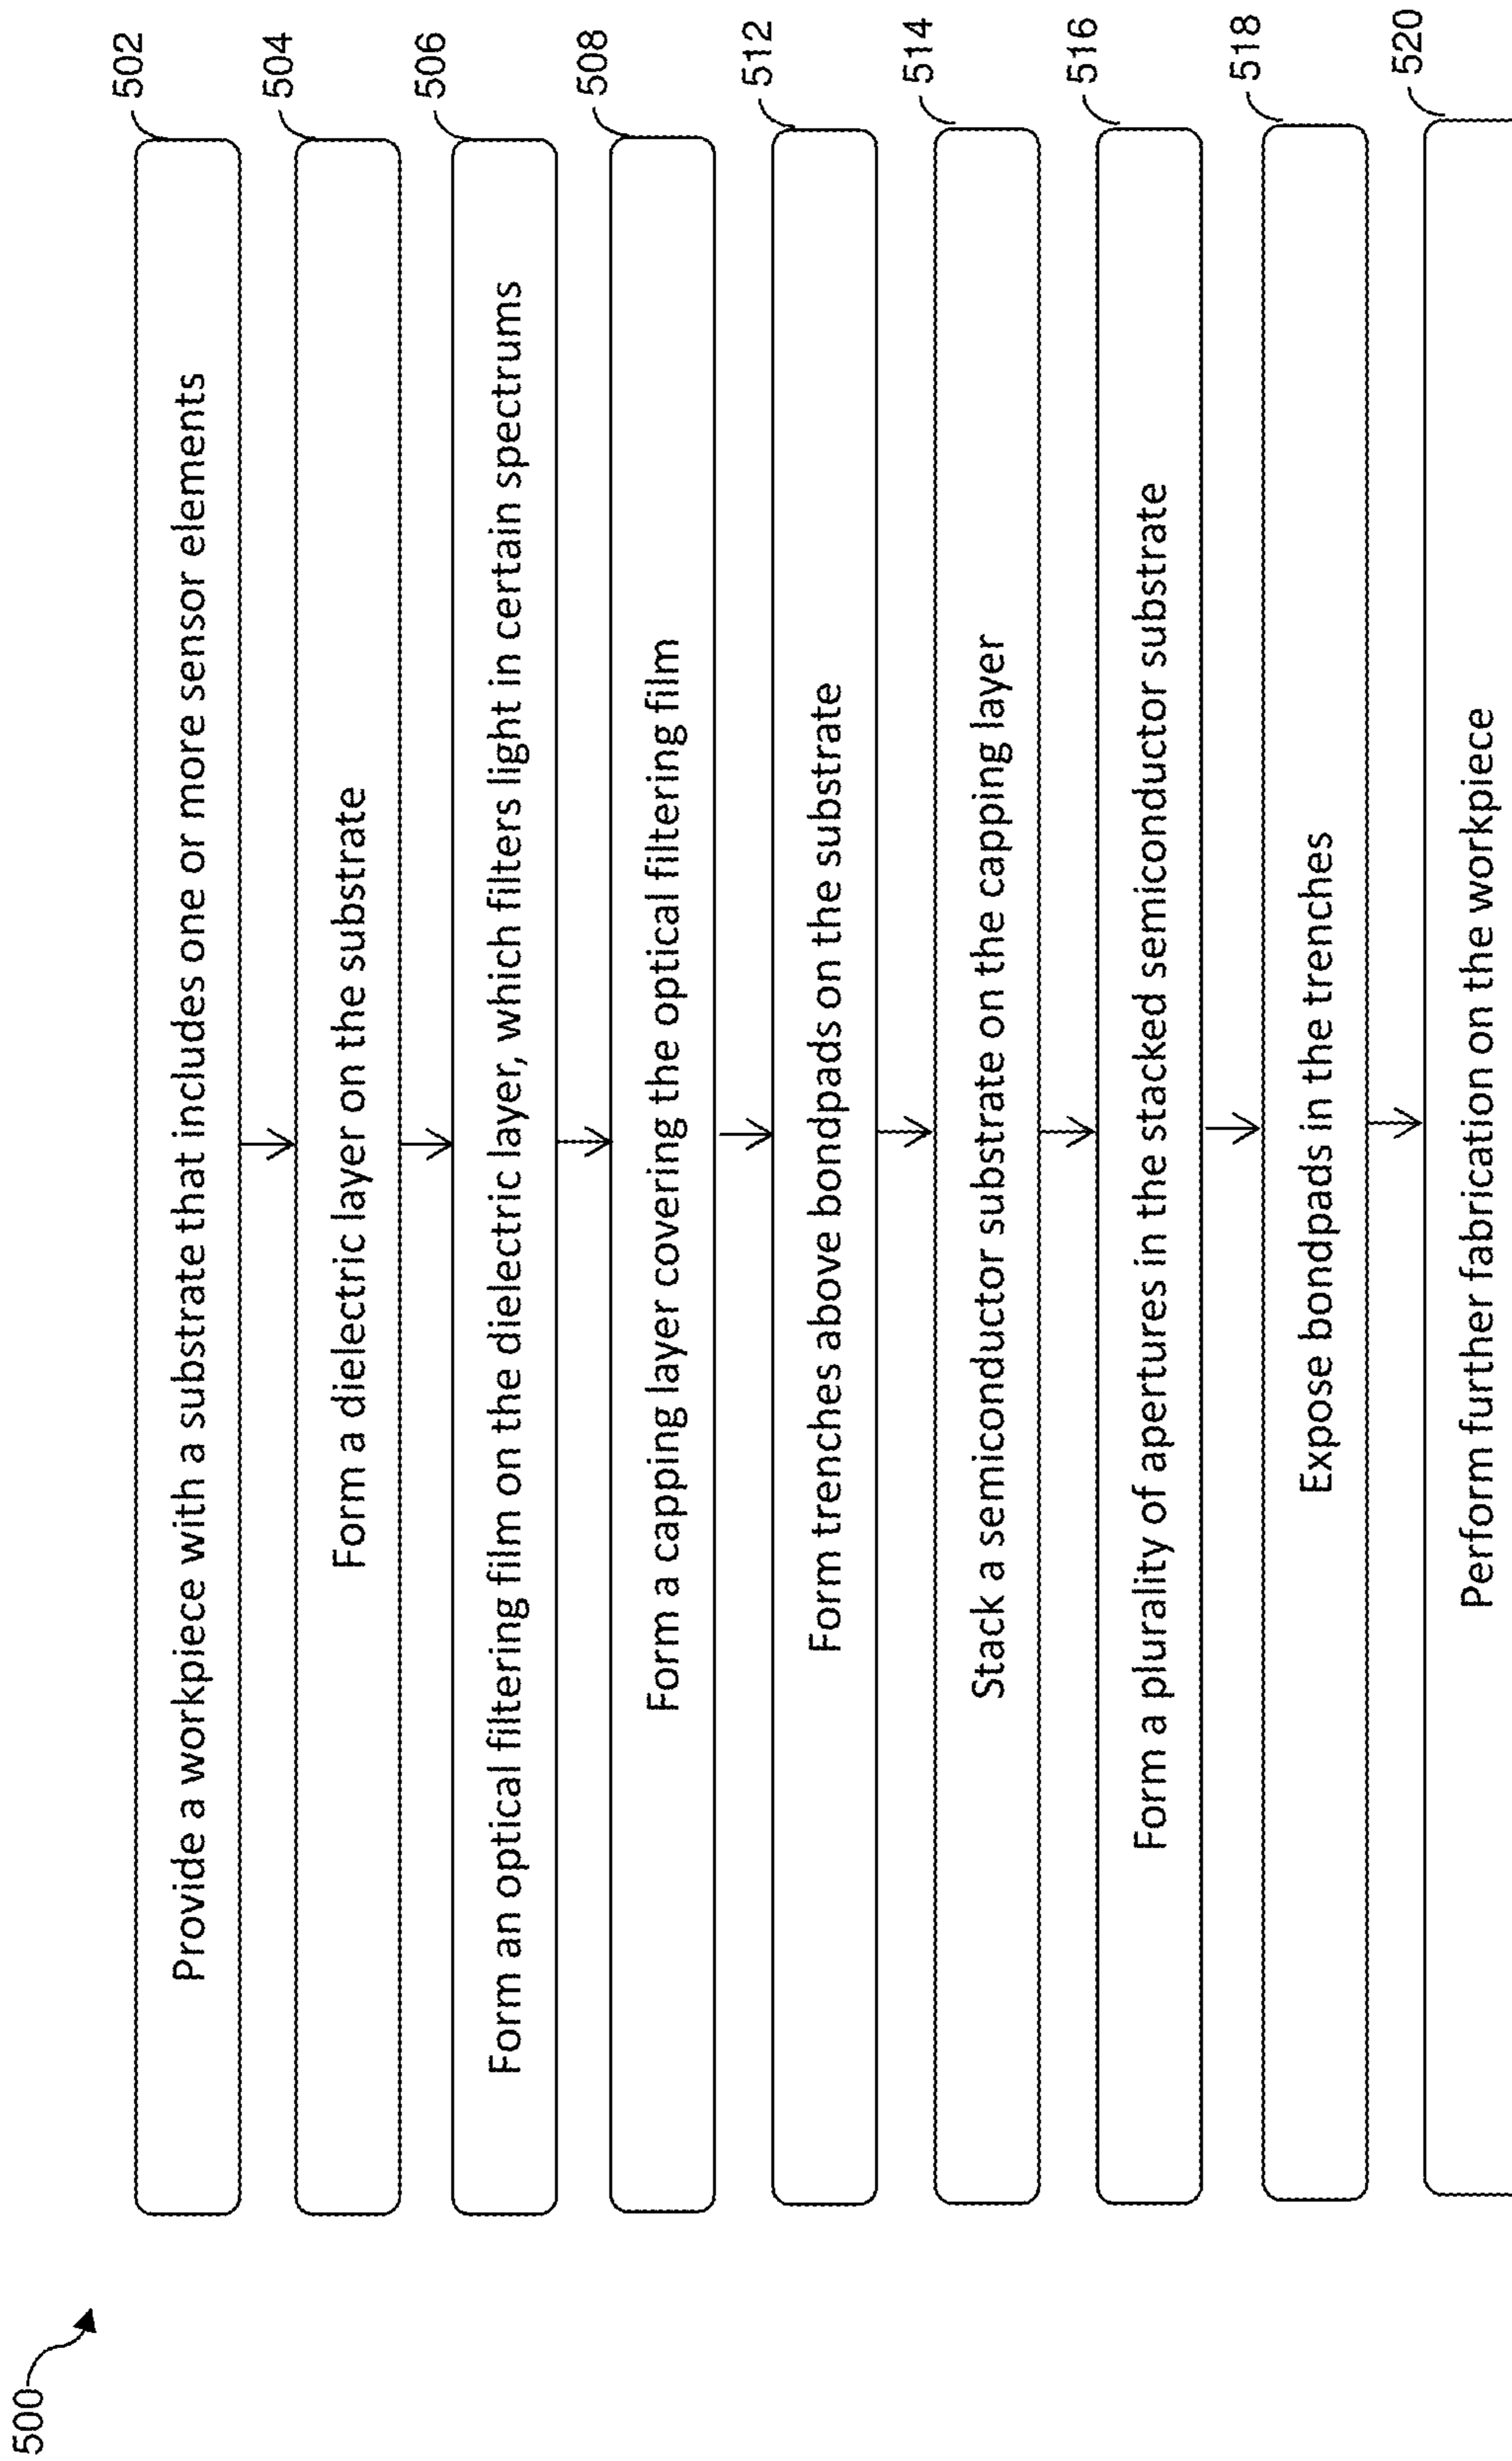 500
502
Provide a workpiece with a substrate that includes one or more sensor elements
504
Form a dielectric layer on the substrate
506
Form an optical filtering film on the dielectric layer, which filters light in certain spectrums
508
Form a capping layer covering the optical filtering film
512
Form trenches above bondpads on the substrate
514
Stack a semiconductor substrate on the capping layer
516
Form a plurality of apertures in the stacked semiconductor substrate
518
Expose bondpads in the trenches
520
Perform further fabrication on the workpiece